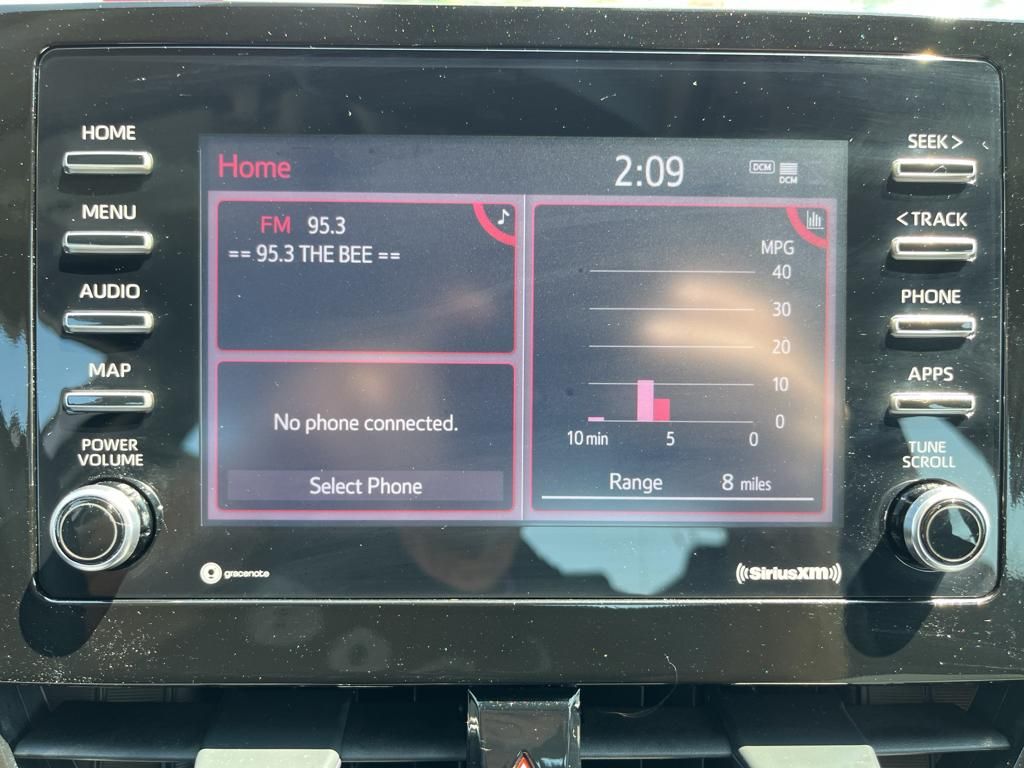 HOME
MENU
AUDIO
MAP
POWER
VOLUME
Home
2:09
DCM
DCM
FM 95.3
== 95.3 THE BEE ==
No phone connected.
Select Phone
MPG
40
30
20
10
0
10 min 5 0
Range 8 miles
SEEK >
< TRACK
PHONE
APPS
TUNE
SCROLL
gracenote
((SiriusXM))